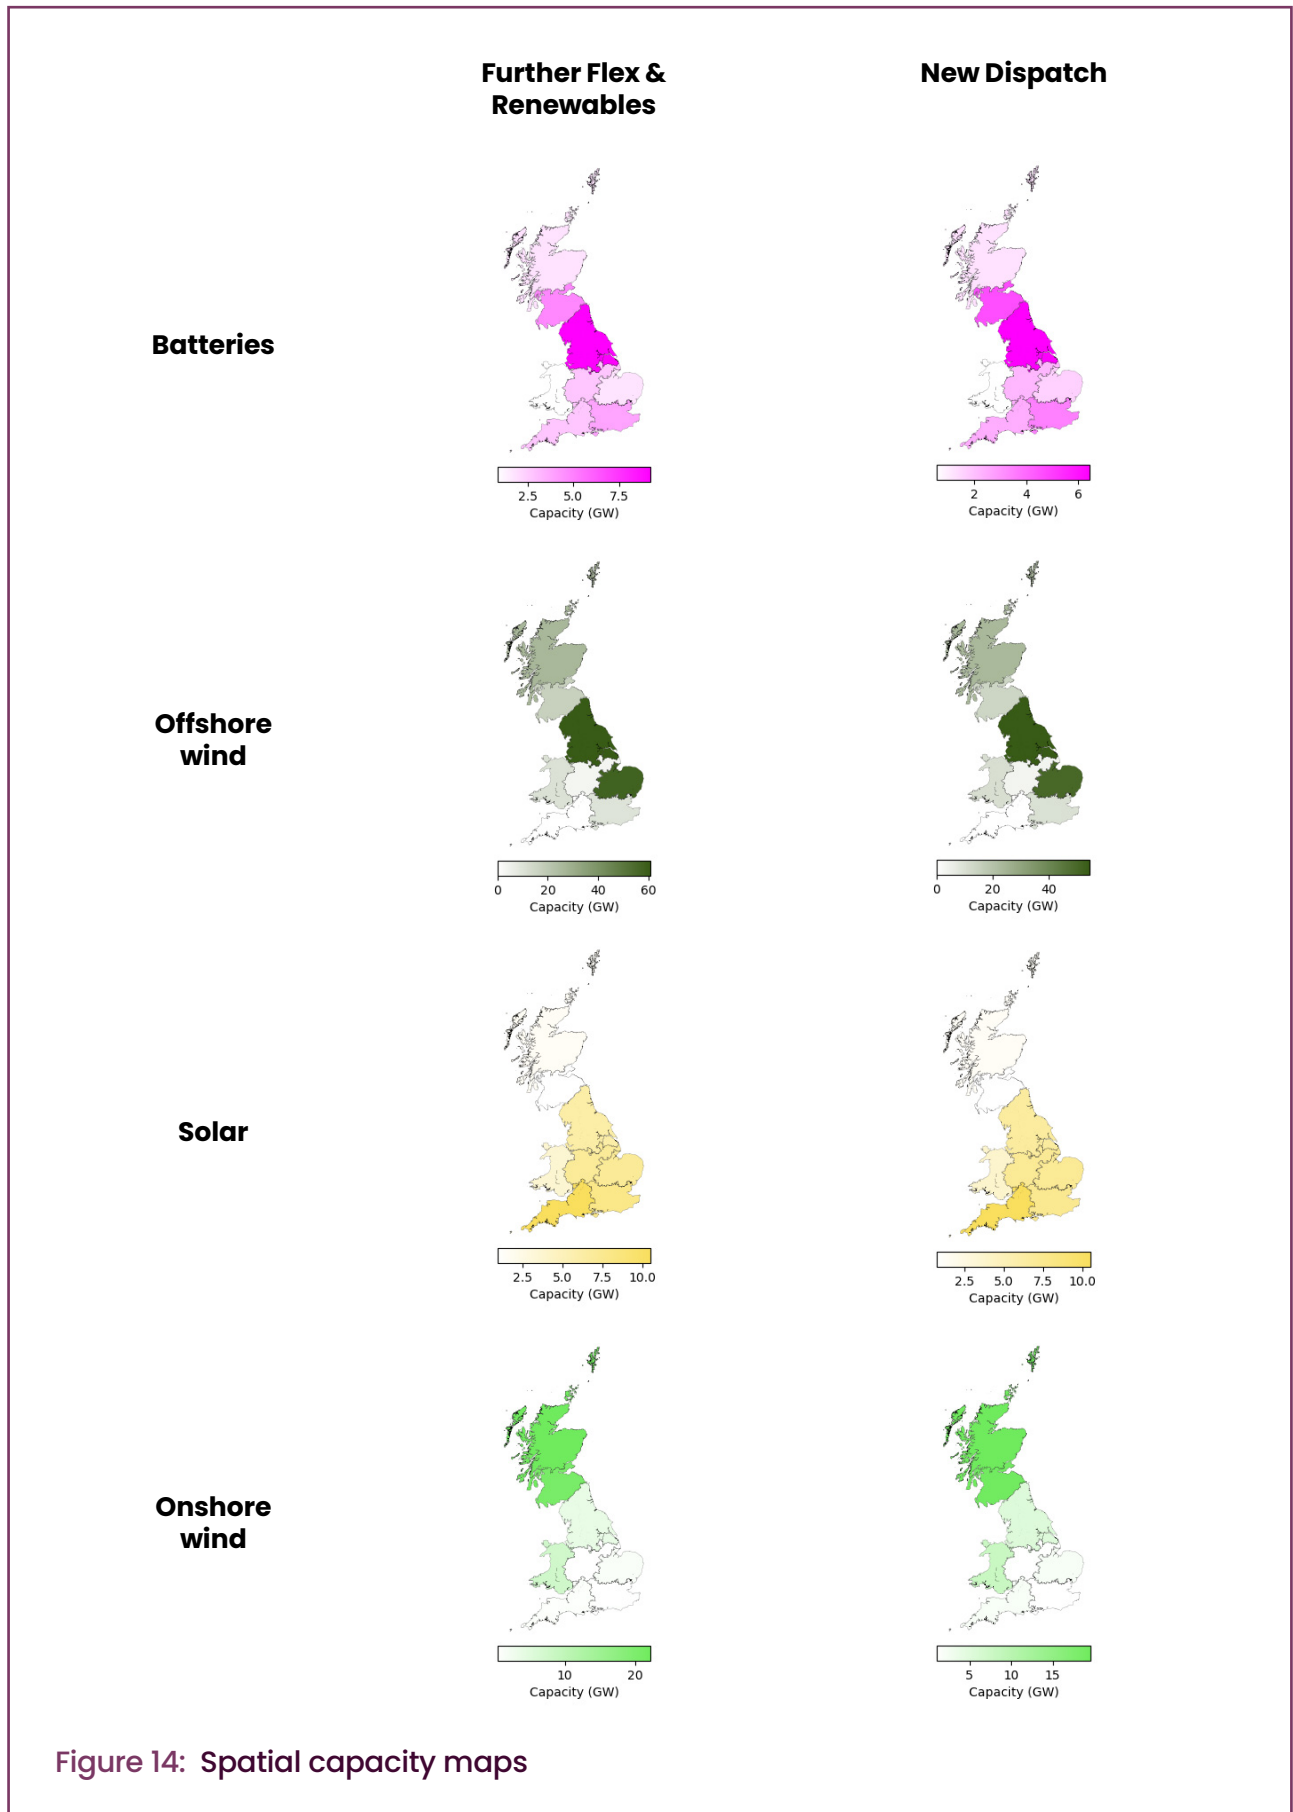 Further Flex &
Renewables
New Dispatch
Batteries
2.5 5.0 7.5
Capacity (GW)
2 4 6
Capacity (GW)
Offshore
wind
0 20 40 60
Capacity (GW)
0 20 40
Capacity (GW)
Solar
2.5 5.0 7.5 10.0
Capacity (GW)
2.5 5.0 7.5 10.0
Capacity (GW)
Onshore
wind
10 20
Capacity (GW)
5 10 15
Capacity (GW)
Figure 14: Spatial capacity maps